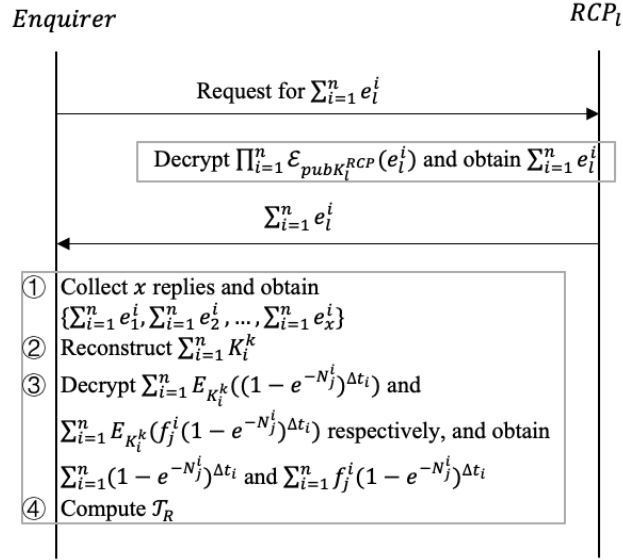 Enquirer
RCP_l
Request for ∑_{i=1}^{n} e_l^i
Decrypt ∏_{i=1}^{n} ℰ_{pubK_l^{RCP}}(e_l^i) and obtain ∑_{i=1}^{n} e_l^i
∑_{i=1}^{n} e_l^i
① Collect x replies and obtain
{∑_{i=1}^{n} e_1^i, ∑_{i=1}^{n} e_2^i, …, ∑_{i=1}^{n} e_x^i}
② Reconstruct ∑_{i=1}^{n} K_i^k
③ Decrypt ∑_{i=1}^{n} E_{K_i^k}((1 − e^{−N_j^i})^{Δt_i}) and
∑_{i=1}^{n} E_{K_i^k}(f_j^i(1 − e^{−N_j^i})^{Δt_i}) respectively, and obtain
∑_{i=1}^{n}(1 − e^{−N_j^i})^{Δt_i} and ∑_{i=1}^{n} f_j^i(1 − e^{−N_j^i})^{Δt_i}
④ Compute 𝒯_R